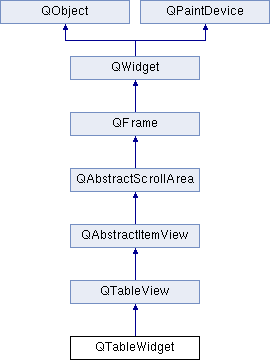 QObject
QPaintDevice
QWidget
QFrame
QAbstractScrollArea
QAbstractItemView
QTableView
QTableWidget